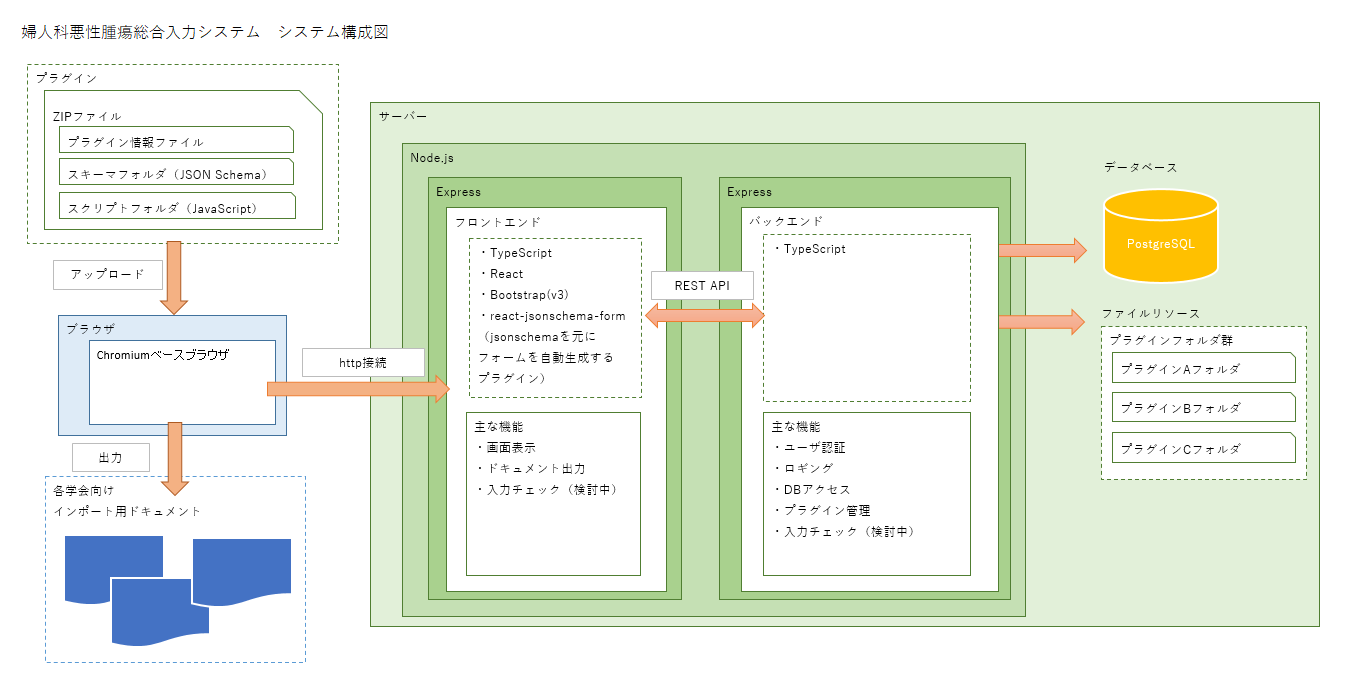 婦人科悪性腫瘍総合入力システム　システム構成図
プラグイン
ZIPファイル
プラグイン情報ファイル
スキーマフォルダ（JSON Schema）
スクリプトフォルダ（JavaScript）
アップロード
ブラウザ
Chromiumベースブラウザ
http接続
出力
各学会向け
インポート用ドキュメント
サーバー
Node.js
Express
フロントエンド
・TypeScript
・React
・Bootstrap(v3)
・react-jsonschema-form
（jsonschemaを元に
フォームを自動生成する
プラグイン）
主な機能
・画面表示
・ドキュメント出力
・入力チェック（検討中）
REST API
Express
バックエンド
・TypeScript
主な機能
・ユーザ認証
・ロギング
・DBアクセス
・プラグイン管理
・入力チェック（検討中）
データベース
PostgreSQL
ファイルリソース
プラグインフォルダ群
プラグインAフォルダ
プラグインBフォルダ
プラグインCフォルダ